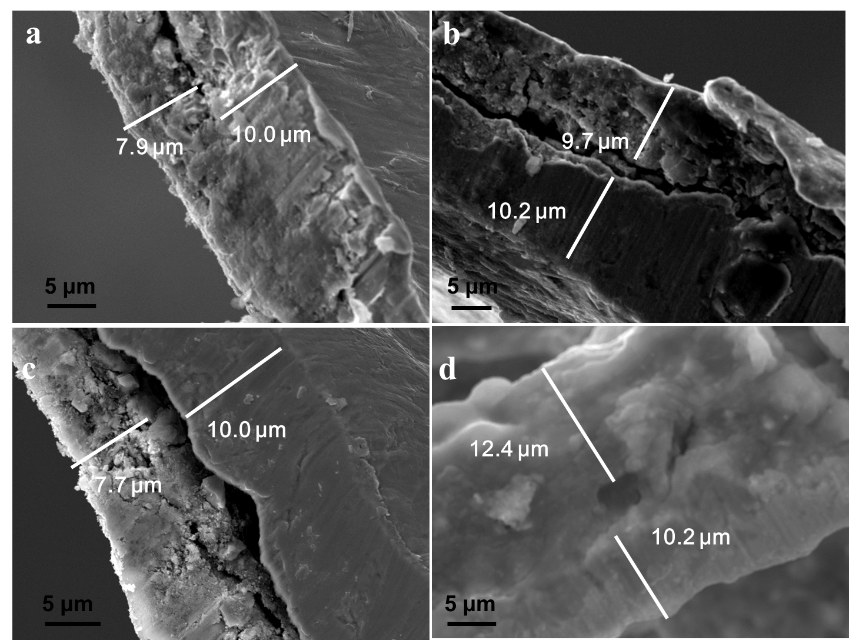 a
7.9 µm
10.0 µm
5 µm
b
9.7 µm
10.2 µm
5 µm
c
10.0 µm
7.7 µm
5 µm
d
12.4 µm
10.2 µm
5 µm